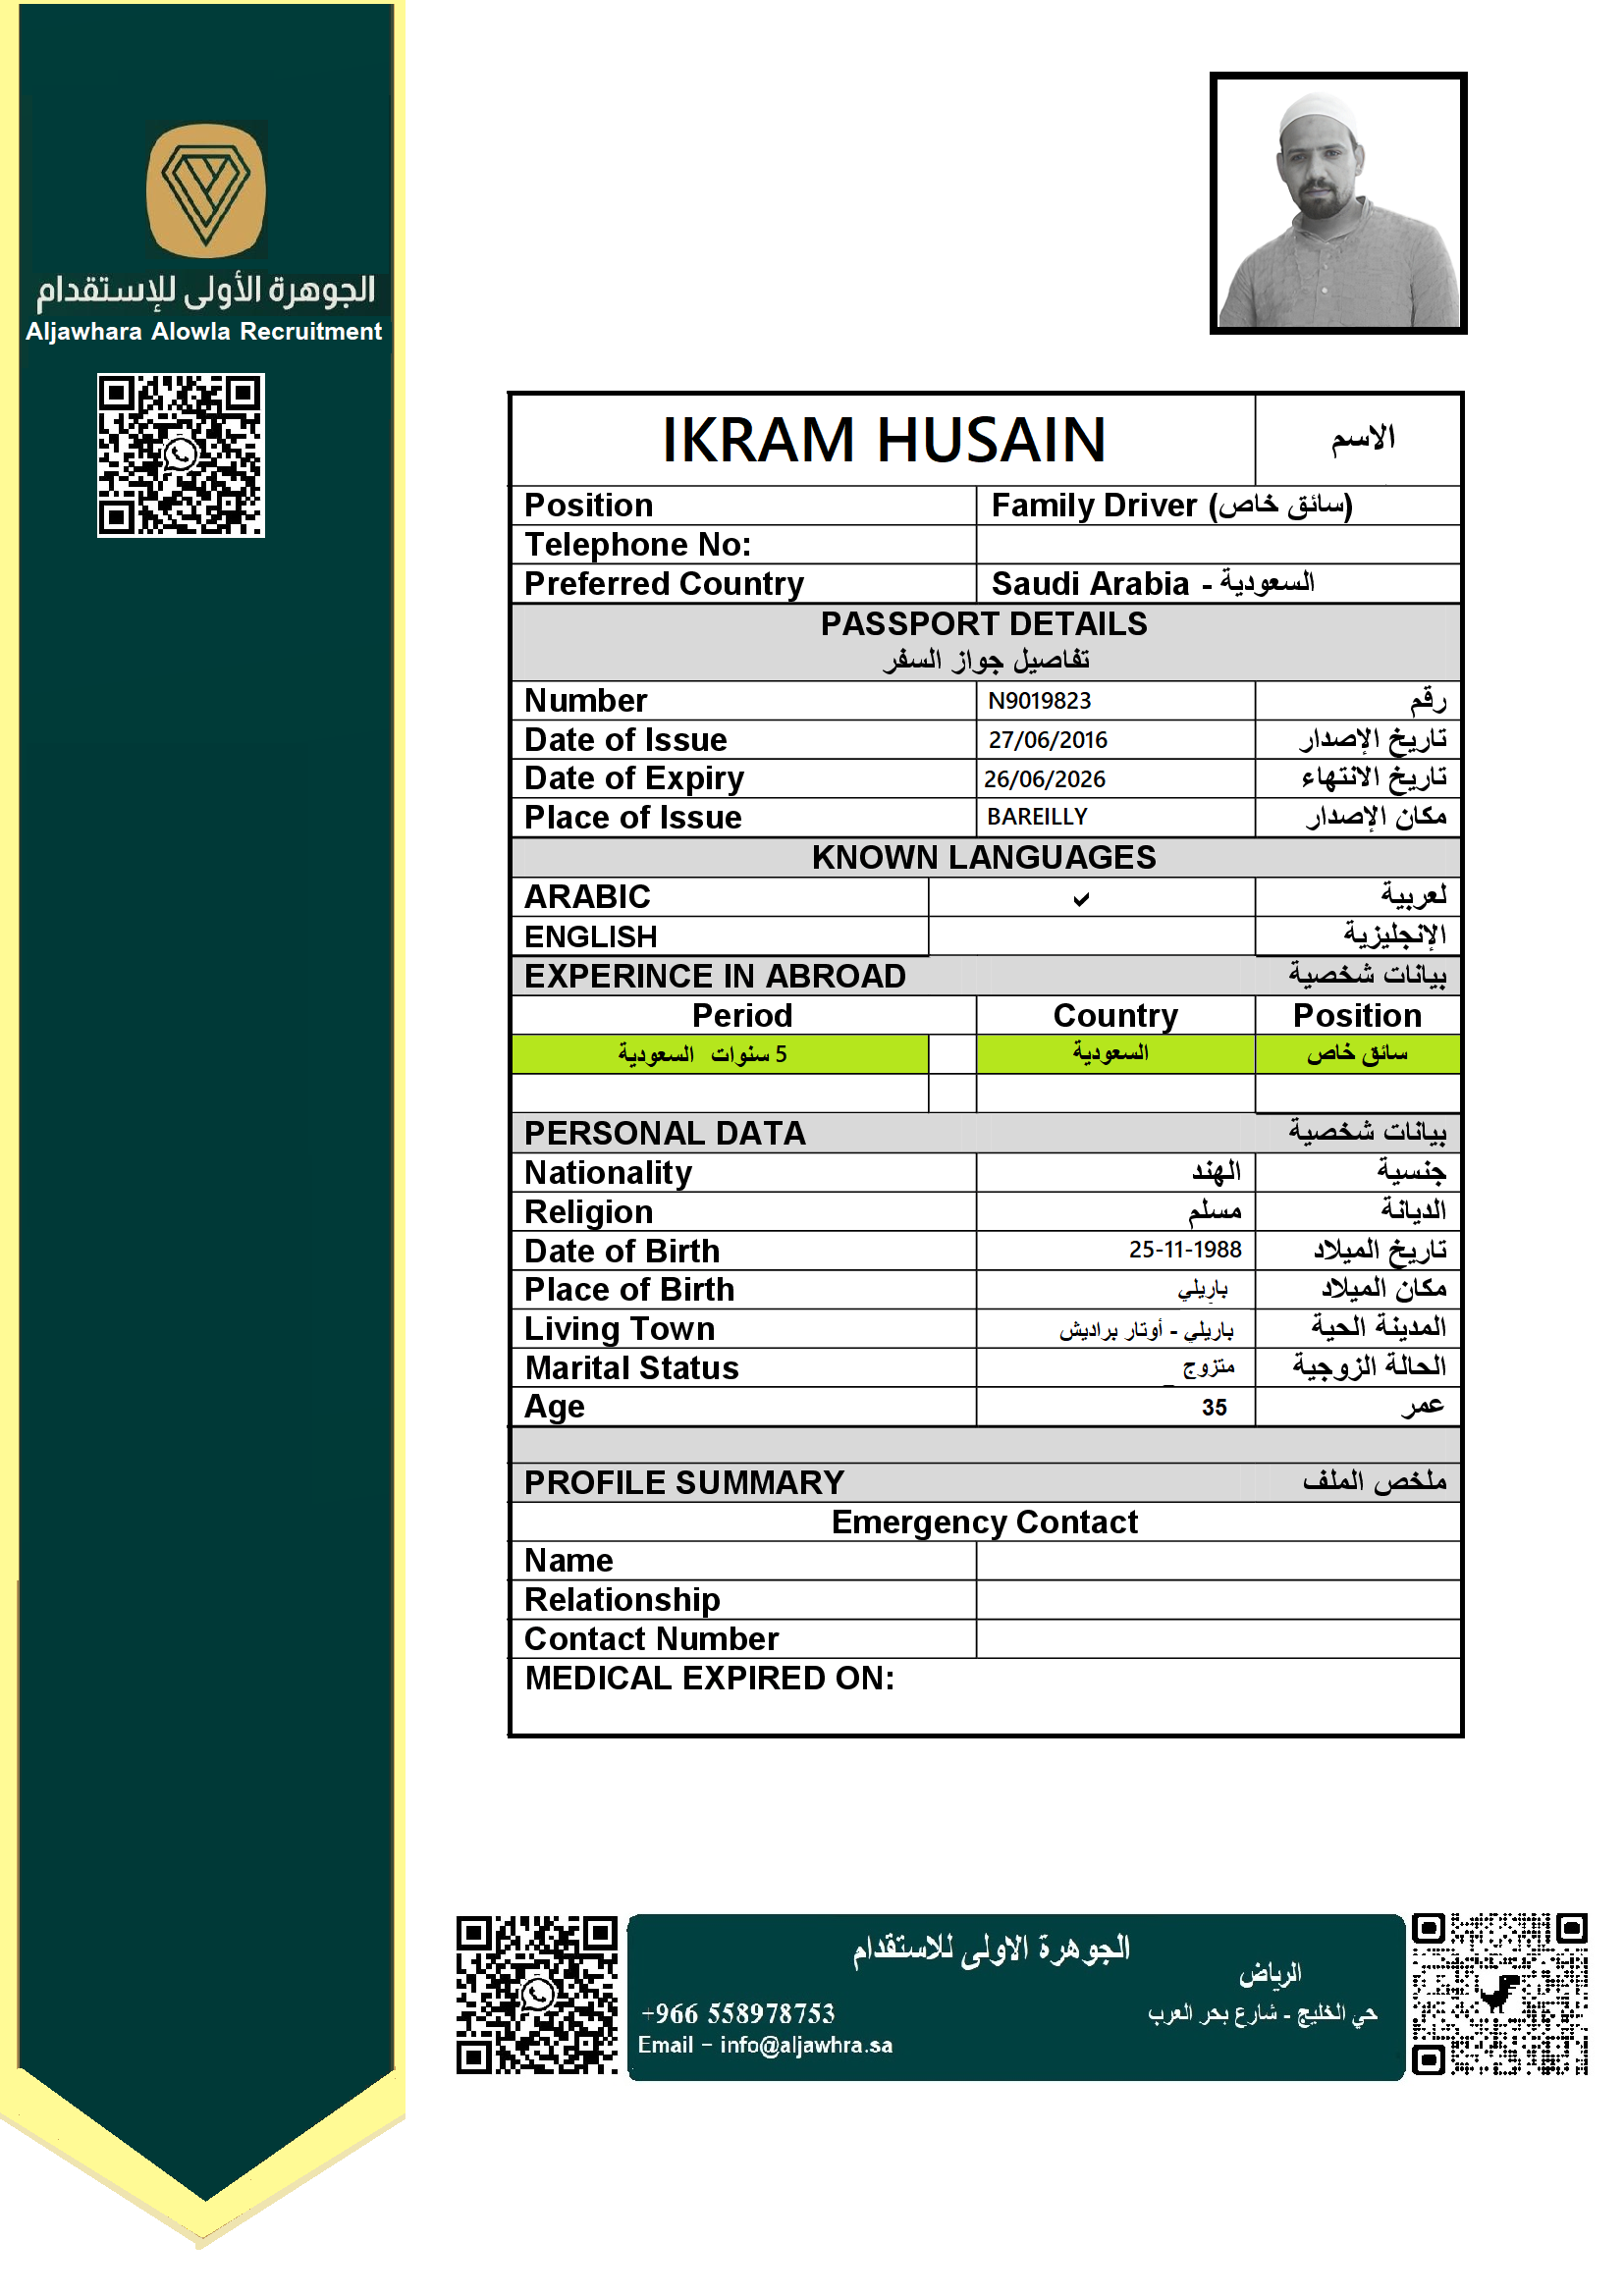 الجوهرة الأولى للإستقدام
Aljawhara Alowla Recruitment
IKRAM HUSAIN الاسم
Position Family Driver (سائق خاص)
Telephone No:
Preferred Country Saudi Arabia - السعودية
PASSPORT DETAILS
تفاصيل جواز السفر
Number N9019823 رقم
Date of Issue 27/06/2016 تاريخ الإصدار
Date of Expiry 26/06/2026 تاريخ الانتهاء
Place of Issue BAREILLY مكان الإصدار
KNOWN LANGUAGES
ARABIC لعربية
ENGLISH الإنجليزية
EXPERINCE IN ABROAD بيانات شخصية
Period Country Position
5 سنوات السعودية السعودية سائق خاص
PERSONAL DATA بيانات شخصية
Nationality الهند جنسية
Religion مسلم الديانة
Date of Birth 25-11-1988 تاريخ الميلاد
Place of Birth باريلي مكان الميلاد
Living Town باريلي - أوتار براديش المدينة الحية
Marital Status متزوج الحالة الزوجية
Age 35 عمر
PROFILE SUMMARY ملخص الملف
Emergency Contact
Name
Relationship
Contact Number
MEDICAL EXPIRED ON:
الجوهرة الاولى للاستقدام
الرياض
+966 558978753 حي الخليج - شارع بحر العرب
Email - info@aljawhra.sa